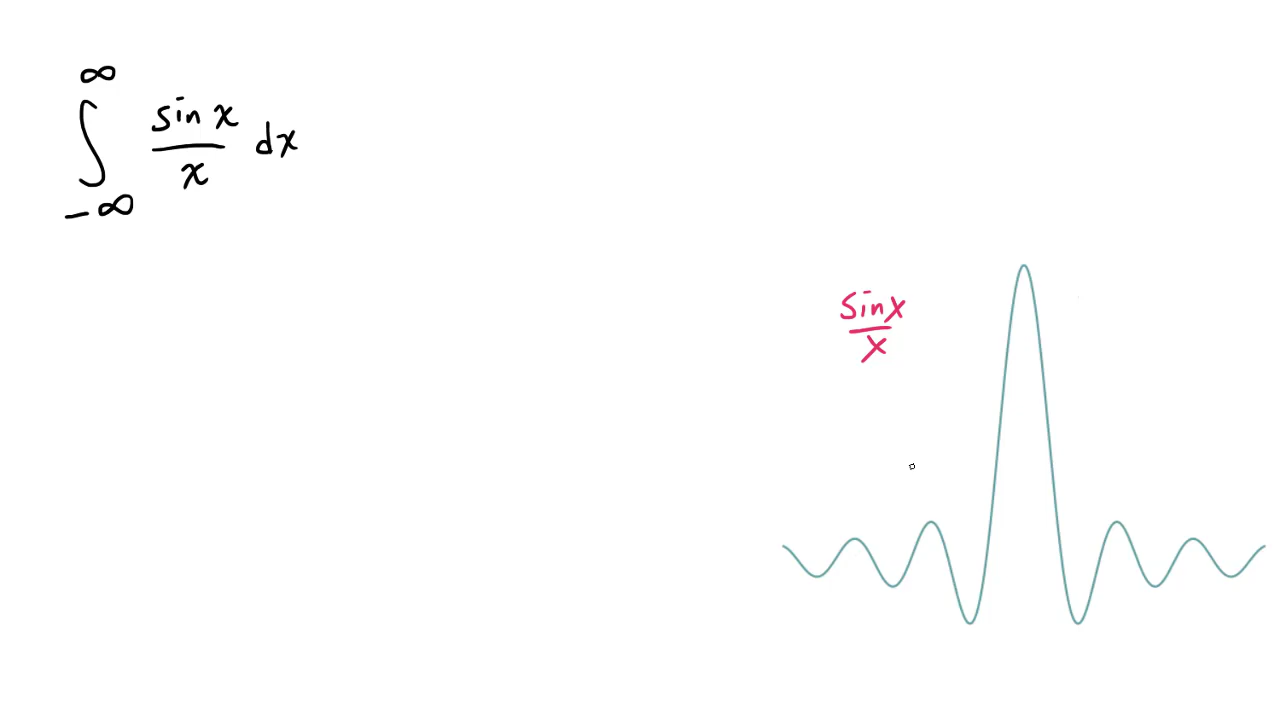 ∞
∫ sin x / x dx
-∞
sin x
x